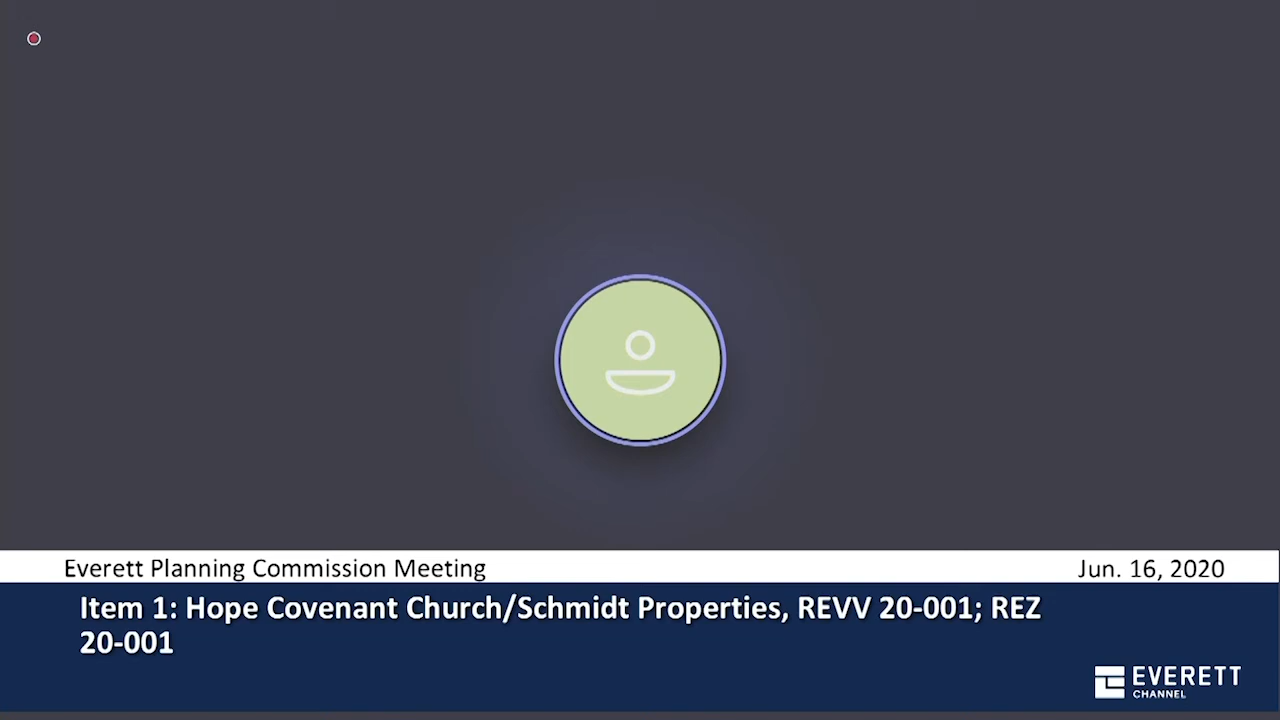 Everett Planning Commission Meeting
Jun. 16, 2020
Item 1: Hope Covenant Church/Schmidt Properties, REVV 20-001; REZ
20-001
EVERETT
CHANNEL